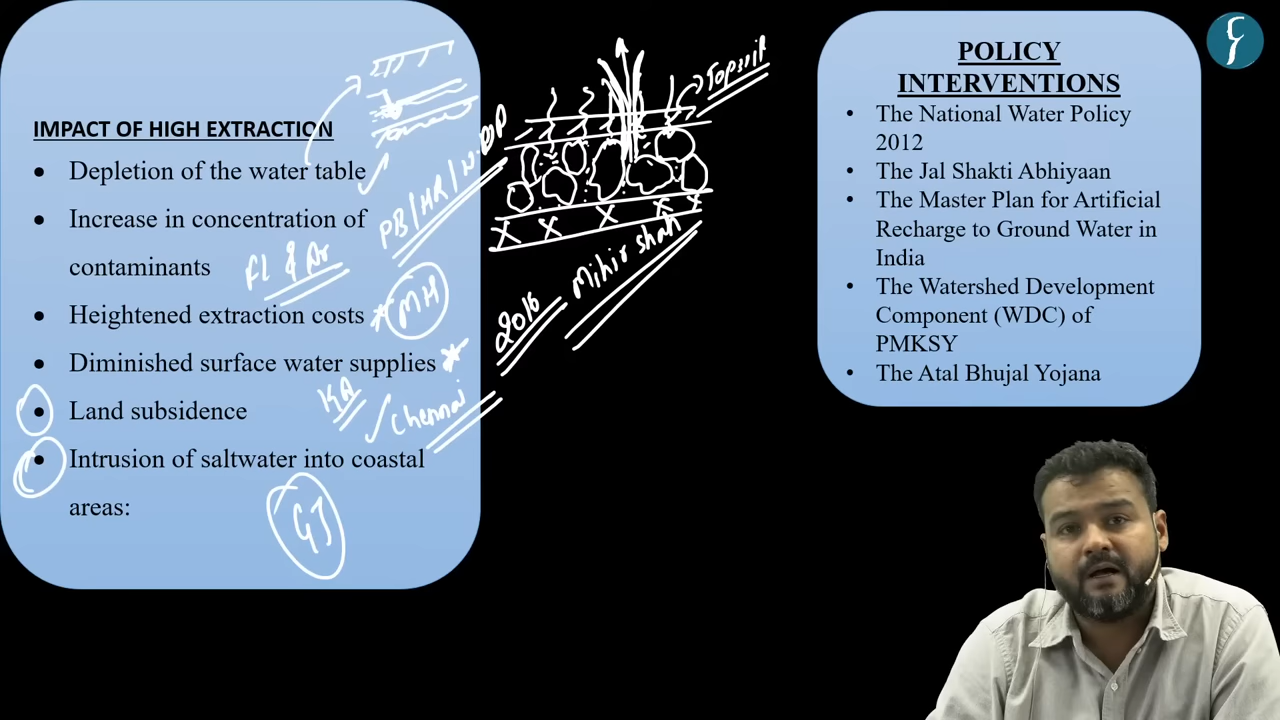 IMPACT OF HIGH EXTRACTION
Depletion of the water table
Increase in concentration of
contaminants
Heightened extraction costs
Diminished surface water supplies
Land subsidence
Intrusion of saltwater into coastal
areas:
Fl & Ar
PB/HR/
MH
KA
/ Chennai
GJ
Topsoil
2016
Mihir Shah
POLICY
INTERVENTIONS
The National Water Policy
2012
The Jal Shakti Abhiyaan
The Master Plan for Artificial
Recharge to Ground Water in
India
The Watershed Development
Component (WDC) of
PMKSY
The Atal Bhujal Yojana